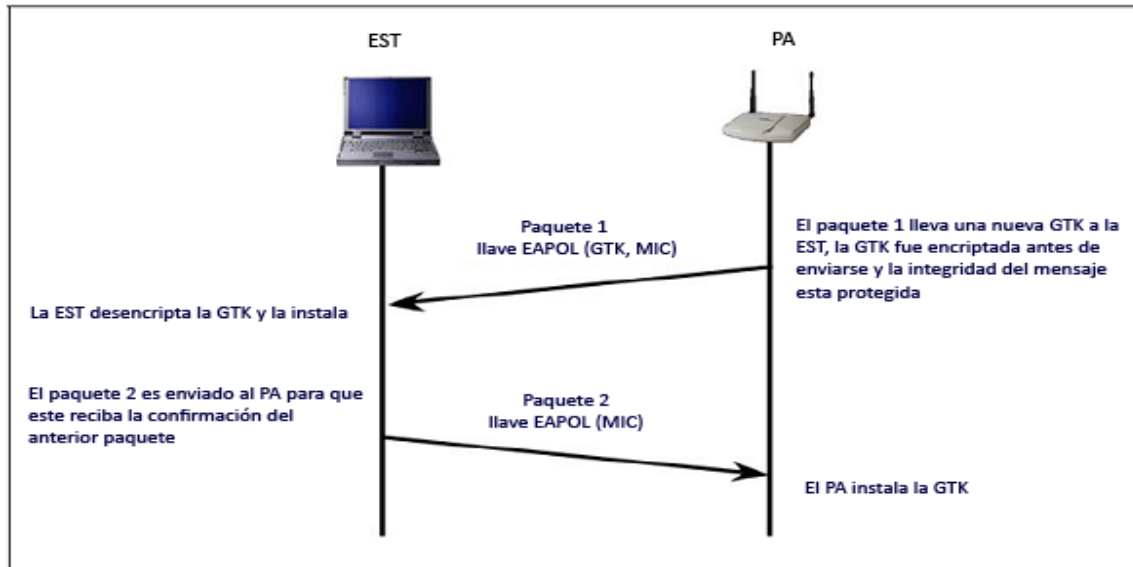 EST
PA
Paquete 1
llave EAPOL (GTK, MIC)
El paquete 1 lleva una nueva GTK a la
EST, la GTK fue encriptada antes de
enviarse y la integridad del mensaje
esta protegida
La EST desencripta la GTK y la instala
El paquete 2 es enviado al PA para que
este reciba la confirmación del
anterior paquete
Paquete 2
llave EAPOL (MIC)
El PA instala la GTK